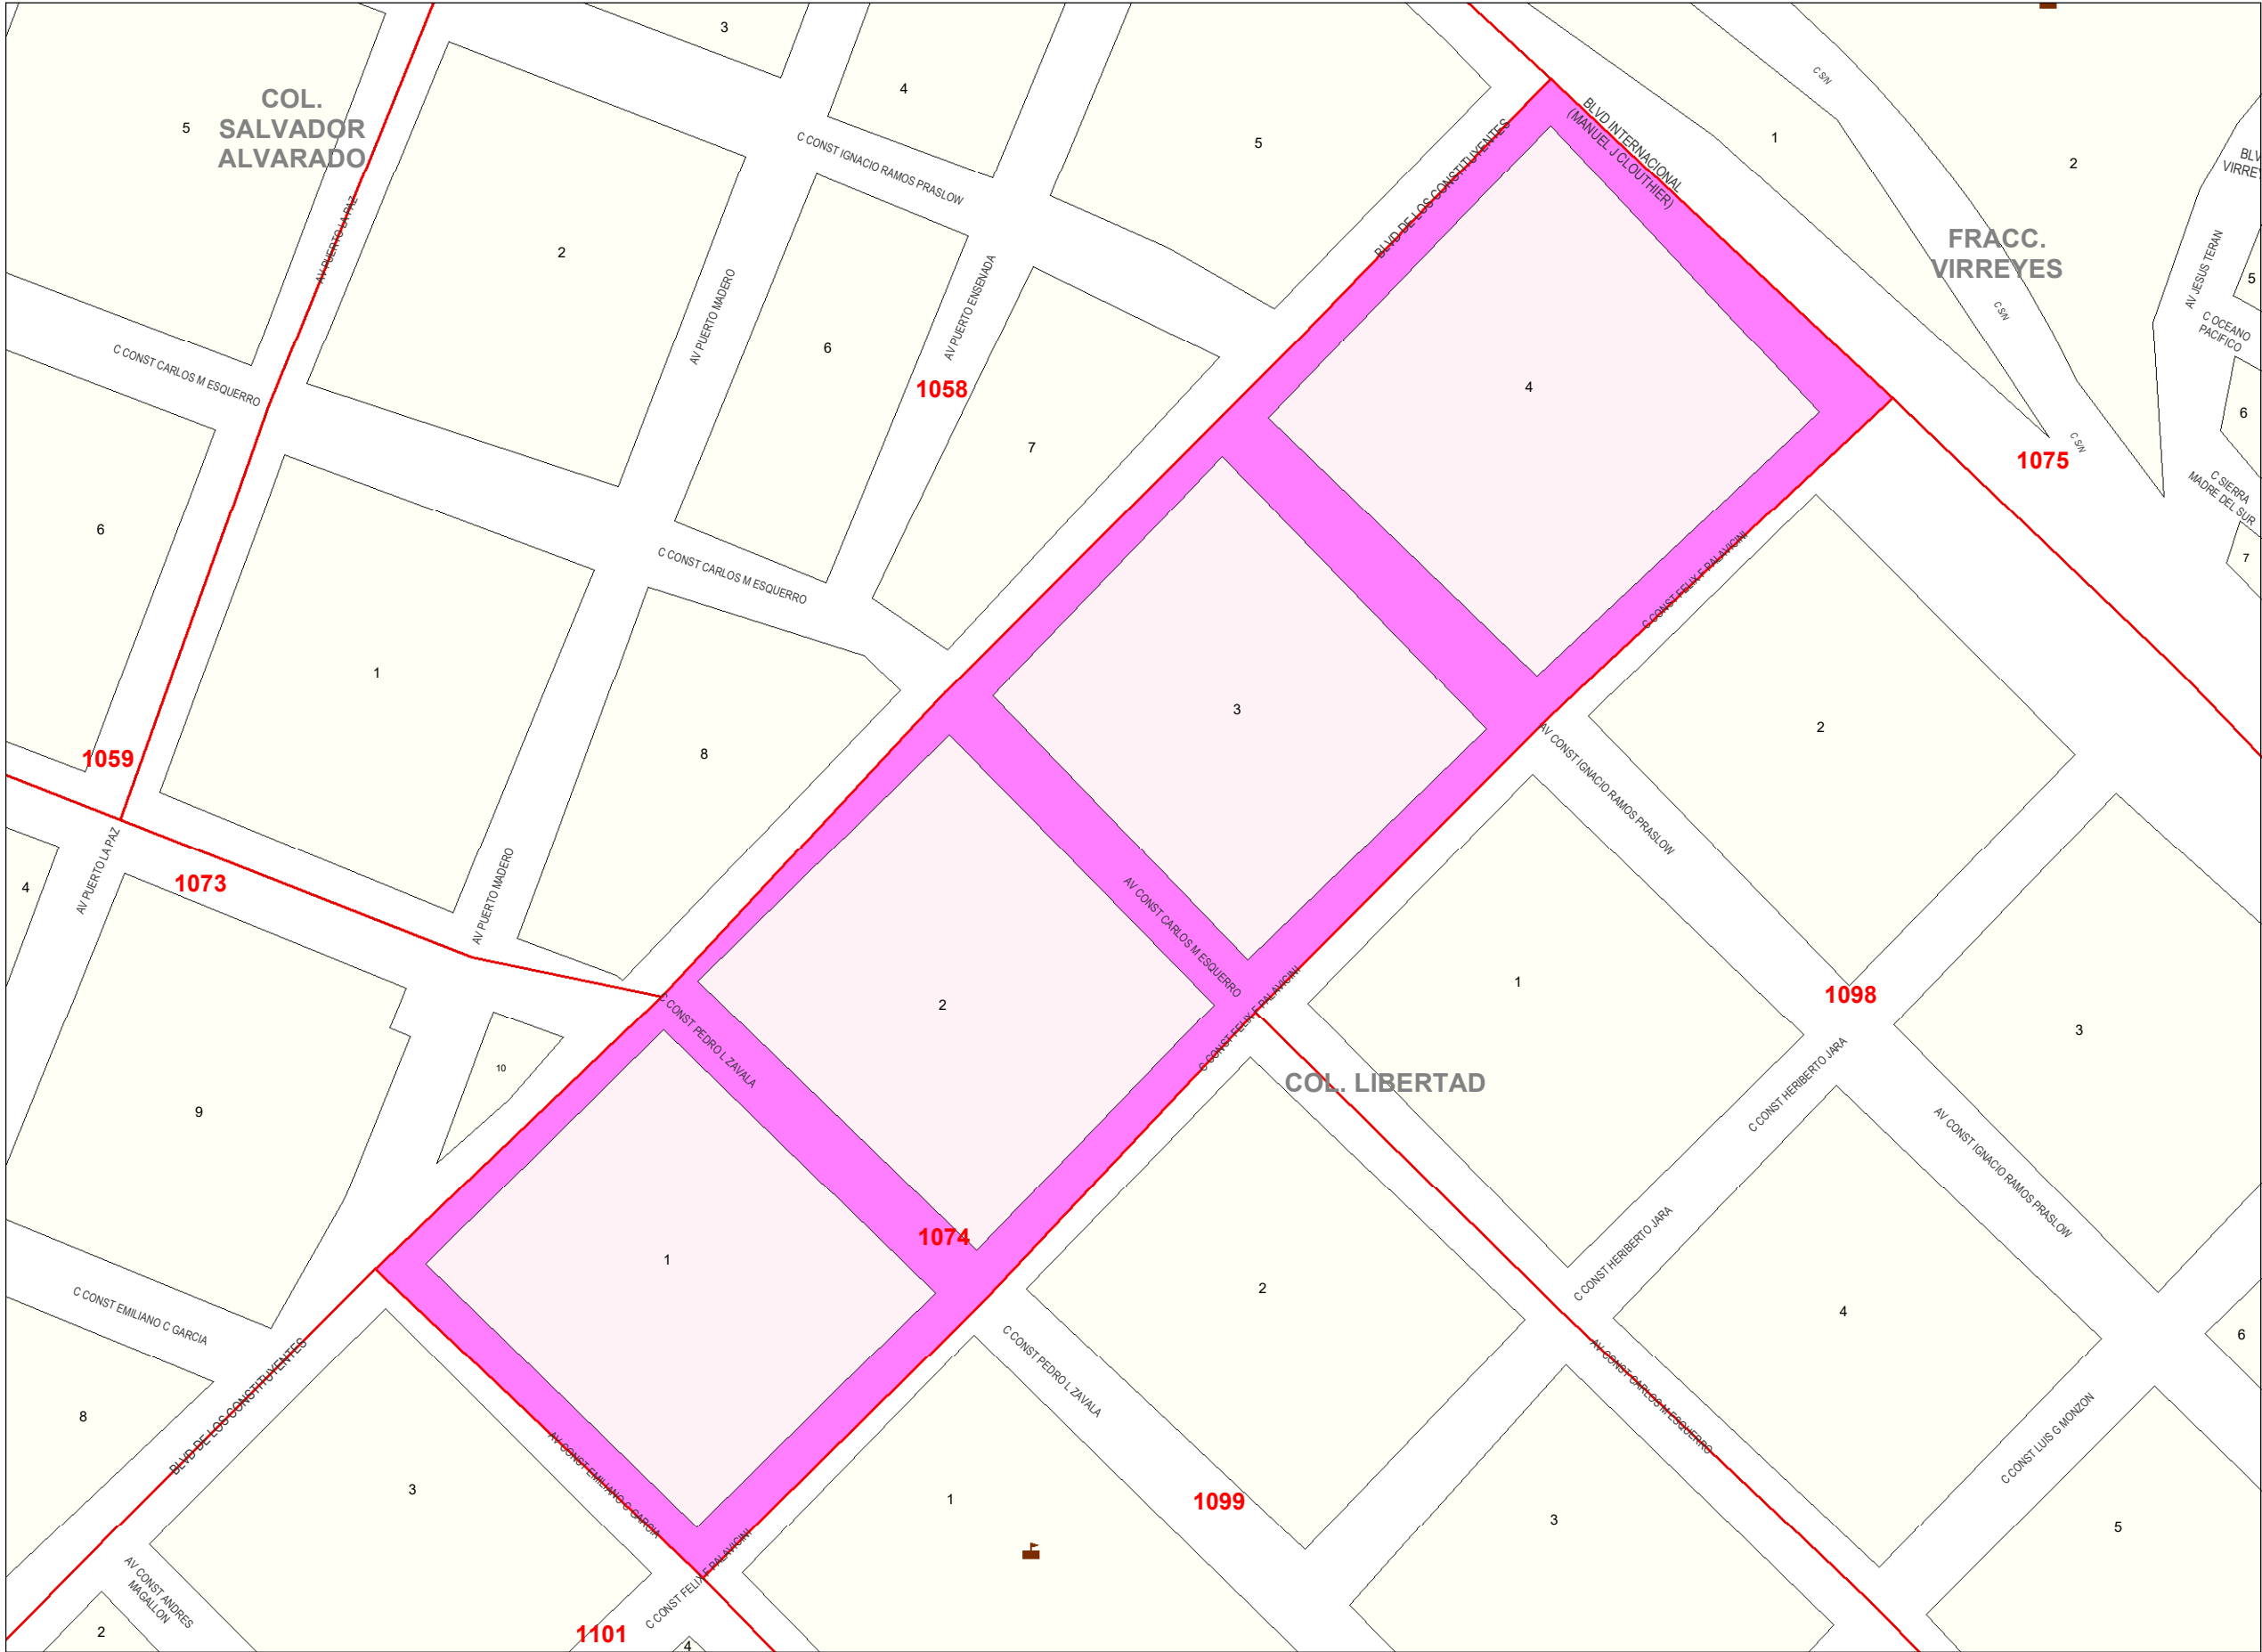 3
4
5
COL.
SALVADOR
ALVARADO
5
C CONST IGNACIO RAMOS PRASLOW
BLVD DE LOS CONSTITUYENTES
BLVD INTERNACIONAL
(MANUEL J CLOUTHIER)
C S/N
1
2
FRACC.
VIRREYES
AV JESUS TERAN
5
C OCEANO
PACIFICO
C S/N
AV PUERTO LA PAZ
2
AV PUERTO MADERO
AV PUERTO ENSENADA
6
1058
C CONST CARLOS M ESQUERRO
7
4
6
C S/N
1075
C SIERRA
MADRE DEL SUR
7
6
C CONST CARLOS M ESQUERRO
C CONST FELIX F PALAVICINI
1
3
2
8
1059
AV CONST IGNACIO RAMOS PRASLOW
AV PUERTO LA PAZ
1073
4
AV PUERTO MADERO
AV CONST CARLOS M ESQUERRO
1
1098
2
C CONST PEDRO L ZAVALA
C CONST FELIX F PALAVICINI
3
10
COL. LIBERTAD
C CONST HERIBERTO JARA
9
AV CONST IGNACIO RAMOS PRASLOW
1074
1
C CONST HERIBERTO JARA
2
C CONST EMILIANO C GARCIA
4
6
BLVD DE LOS CONSTITUYENTES
C CONST PEDRO L ZAVALA
AV CONST CARLOS M ESQUERRO
8
C CONST LUIS G MONZON
3
AV CONST EMILIANO C GARCIA
1
1099
3
5
C CONST FELIX F PALAVICINI
AV CONST ANDRES
MAGALLON
2
1101
4